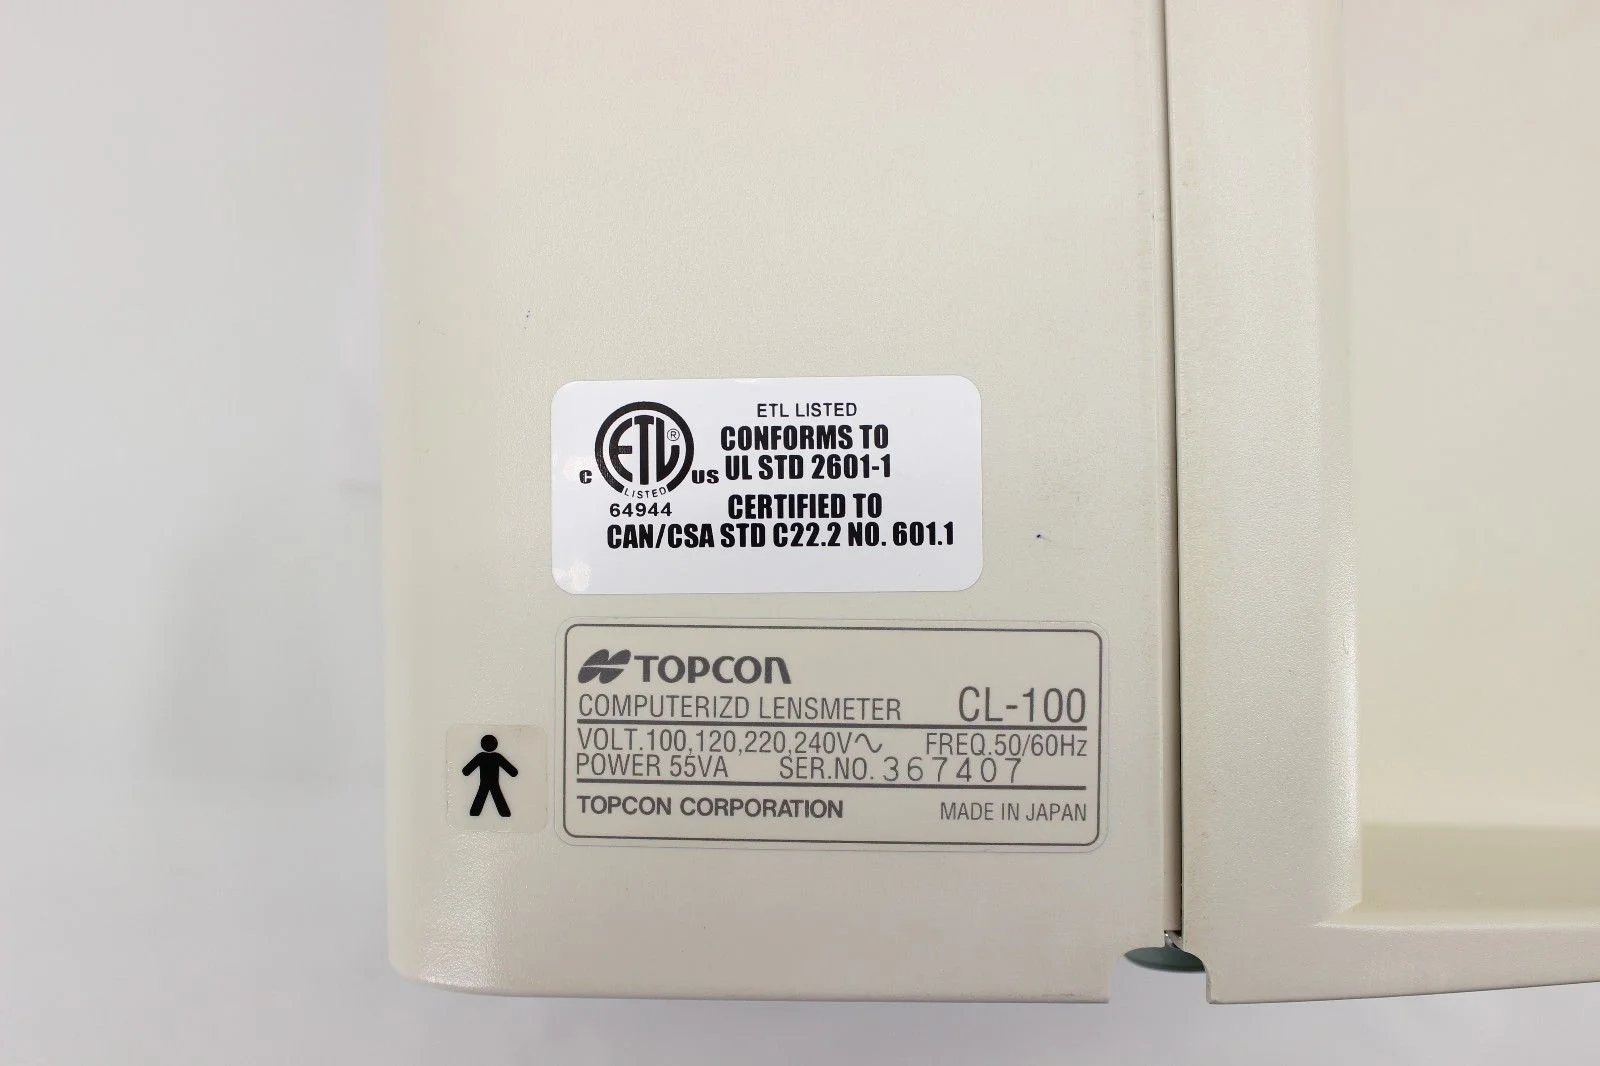 ETL LISTED
CONFORMS TO
UL STD 2601-1
C ETL® US
LISTED
64944
CERTIFIED TO
CAN/CSA STD C22.2 NO. 601.1
TOPCON
COMPUTERIZD LENSMETER CL-100
VOLT.100,120,220,240V∿ FREQ.50/60Hz
POWER 55VA SER.NO. 367407
TOPCON CORPORATION MADE IN JAPAN